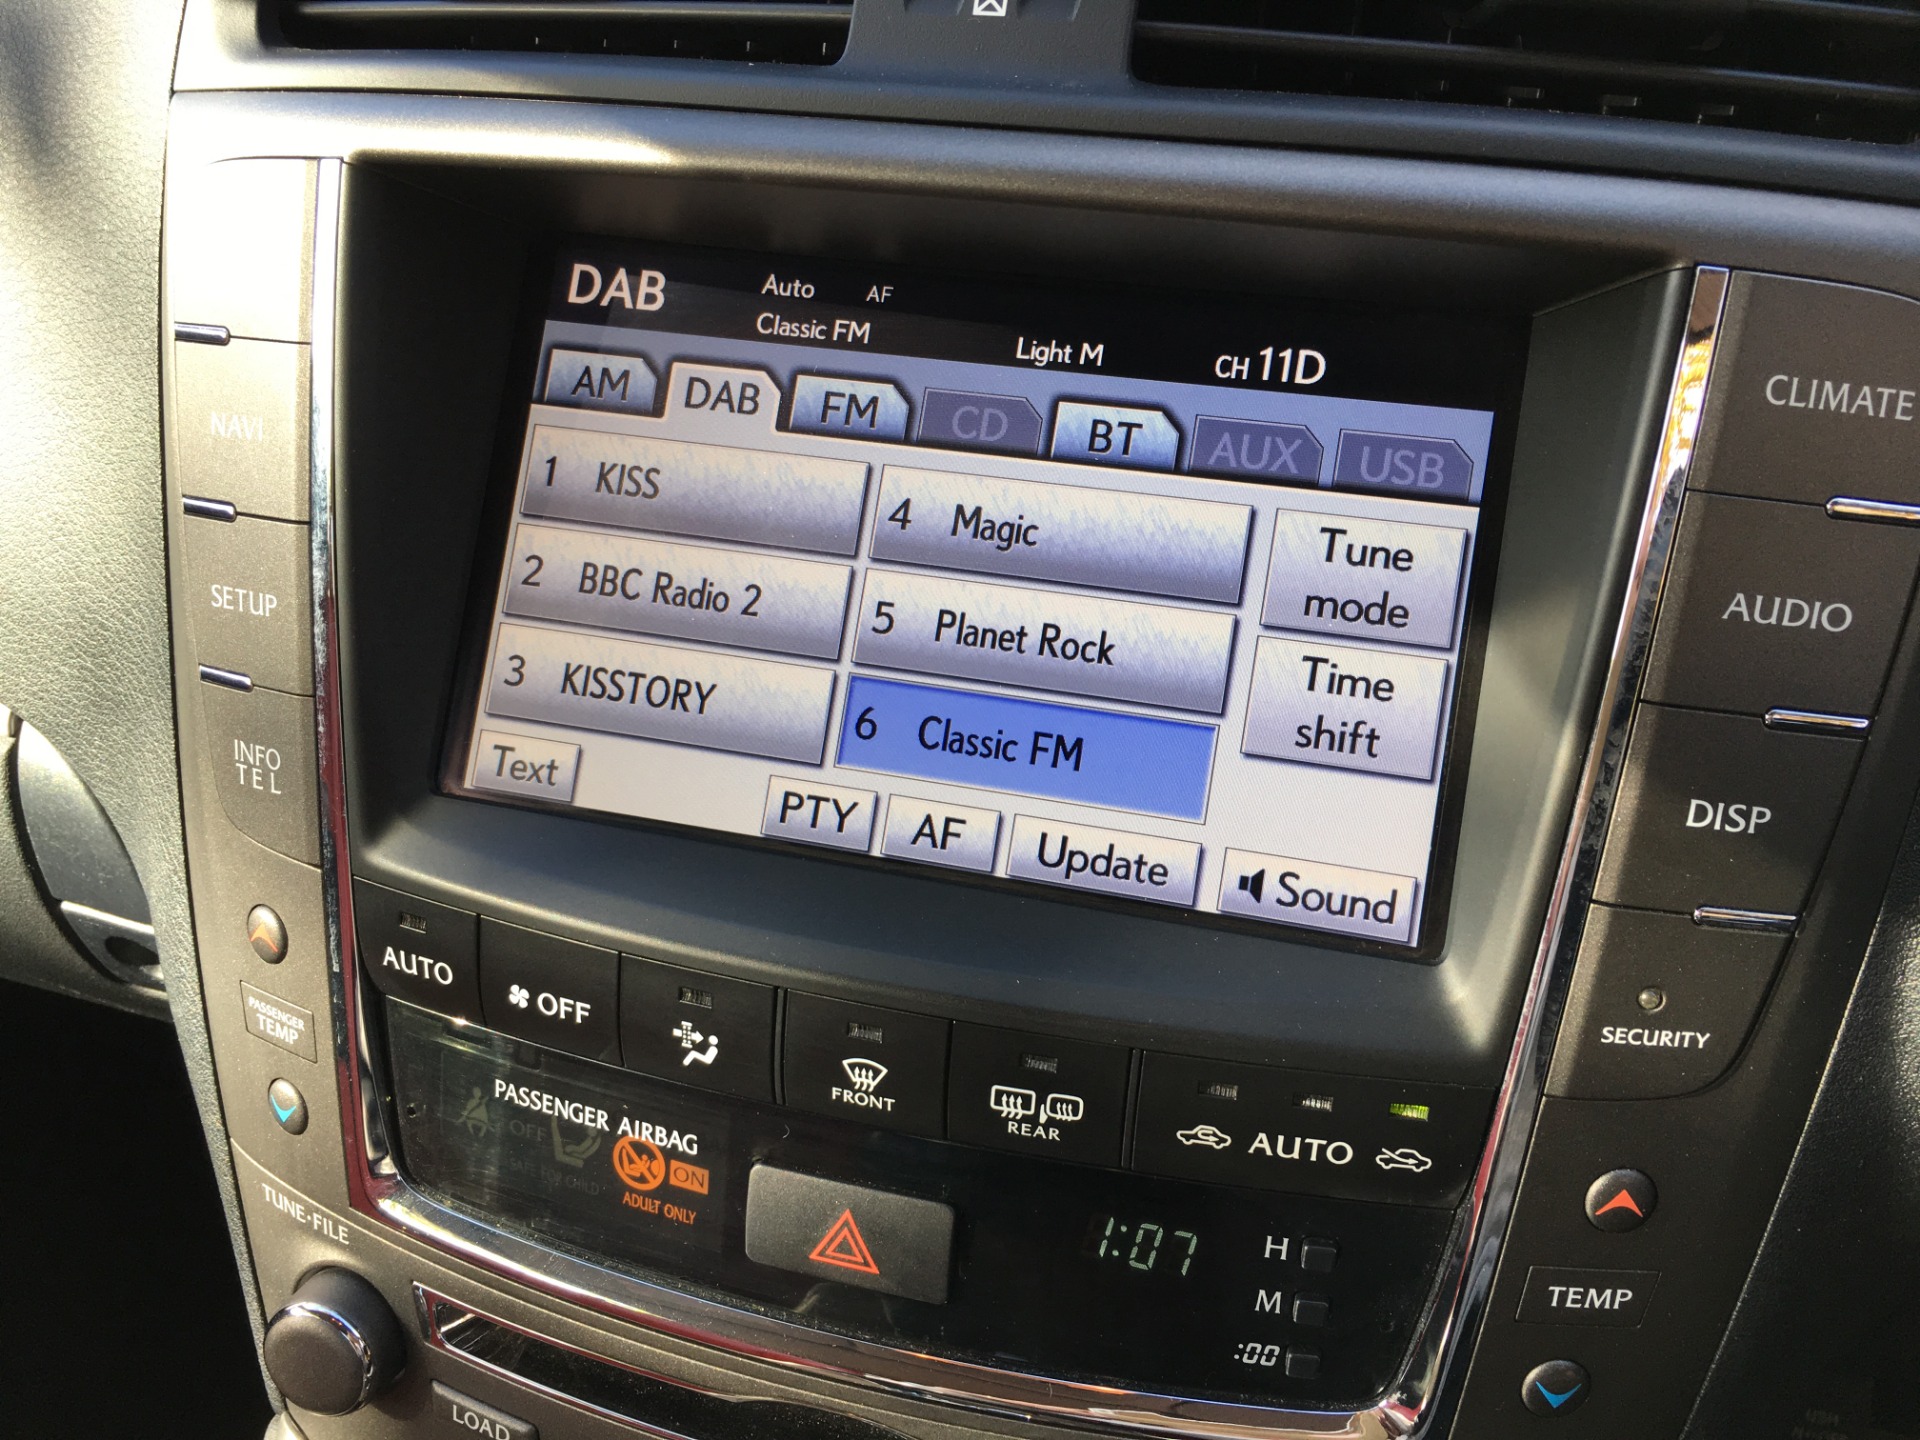 DAB
Auto AF
Classic FM
Light M
CH 11D
AM DAB FM CD BT AUX USB
1 KISS
2 BBC Radio 2
3 KISSTORY
4 Magic
5 Planet Rock
6 Classic FM
Tune
mode
Time
shift
Text
PTY AF Update Sound
NAVI
SETUP
INFO
TEL
PASSENGER
TEMP
TUNE·FILE
LOAD
CLIMATE
AUDIO
DISP
SECURITY
TEMP
AUTO
OFF
FRONT
REAR
AUTO
PASSENGER AIRBAG
OFF
ON
ADULT ONLY
1:07
H
M
:00